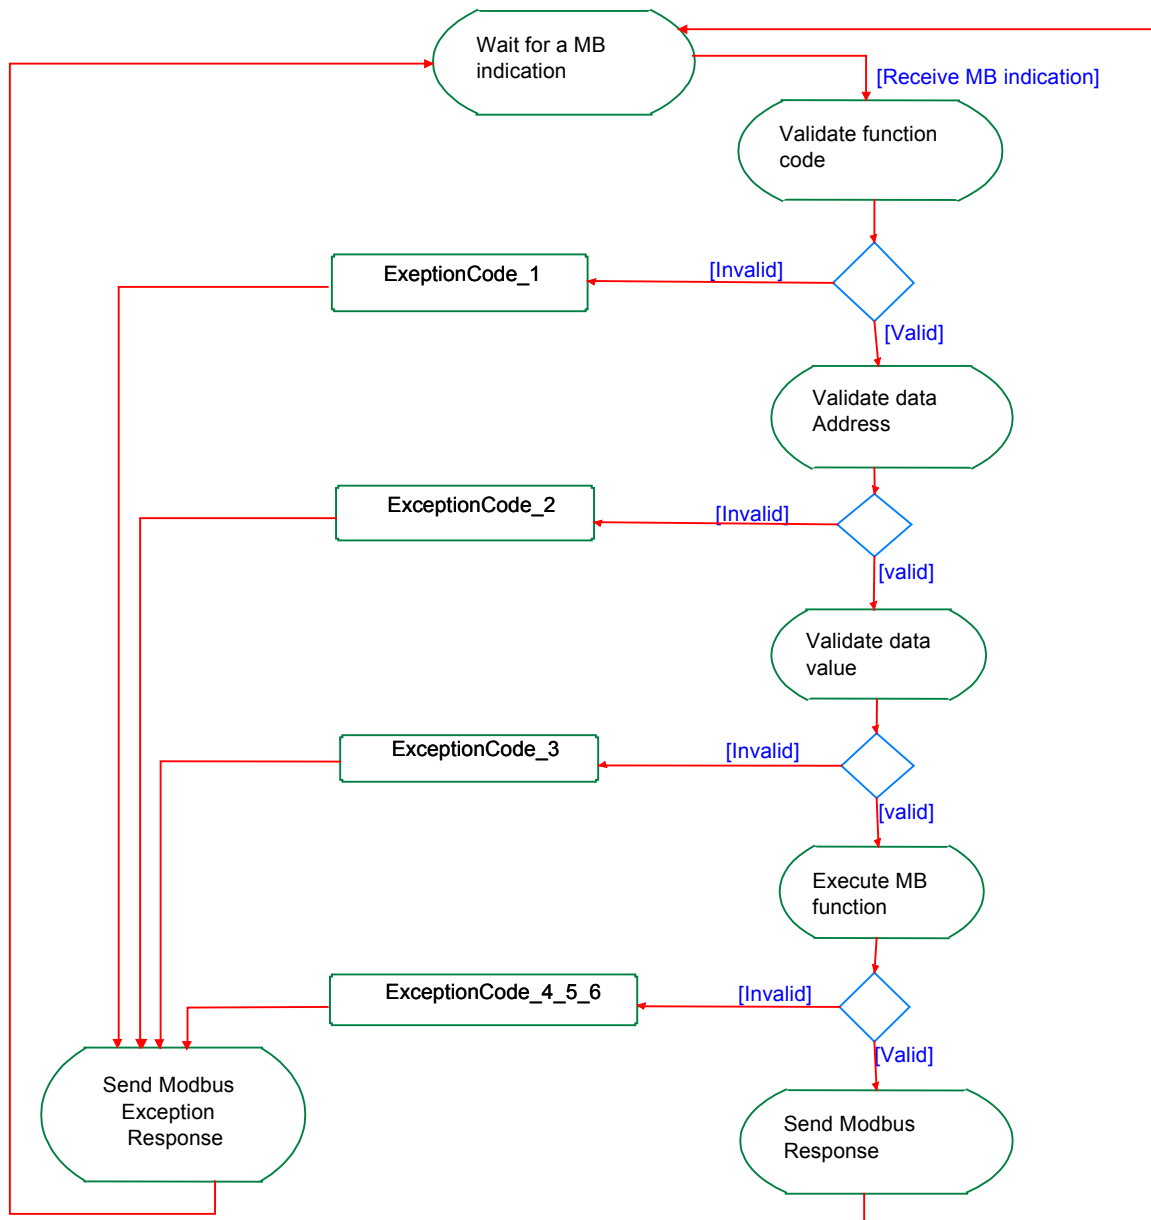 Wait for a MB
indication
[Receive MB indication]
Validate function
code
ExeptionCode_1
[Invalid]
[Valid]
Validate data
Address
ExceptionCode_2
[Invalid]
[valid]
Validate data
value
ExceptionCode_3
[Invalid]
[valid]
Execute MB
function
ExceptionCode_4_5_6
[Invalid]
[Valid]
Send Modbus
Exception
Response
Send Modbus
Response